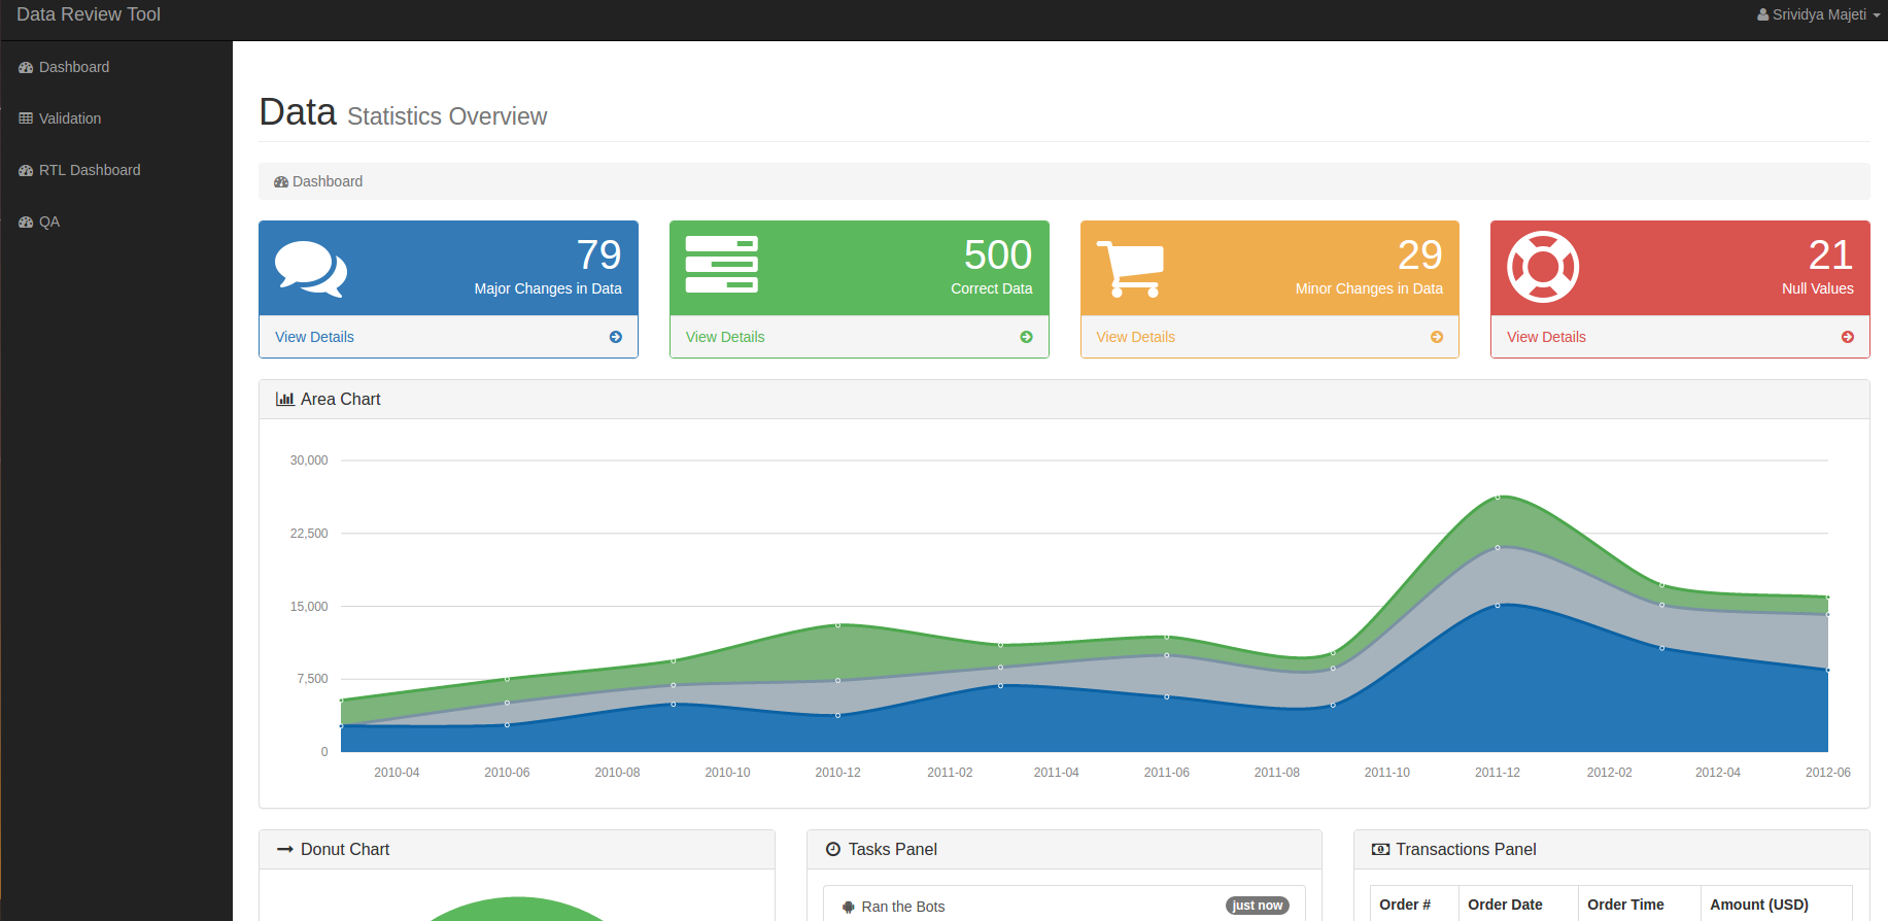 Data Review Tool
Srividya Majeti
Dashboard
Validation
RTL Dashboard
QA
Data Statistics Overview
Dashboard
79
Major Changes in Data
View Details
500
Correct Data
View Details
29
Minor Changes in Data
View Details
21
Null Values
View Details
Area Chart
30,000
22,500
15,000
7,500
0
2010-04 2010-06 2010-08 2010-10 2010-12 2011-02 2011-04 2011-06 2011-08 2011-10 2011-12 2012-02 2012-04 2012-06
Donut Chart
Tasks Panel
Ran the Bots just now
Transactions Panel
Order # Order Date Order Time Amount (USD)